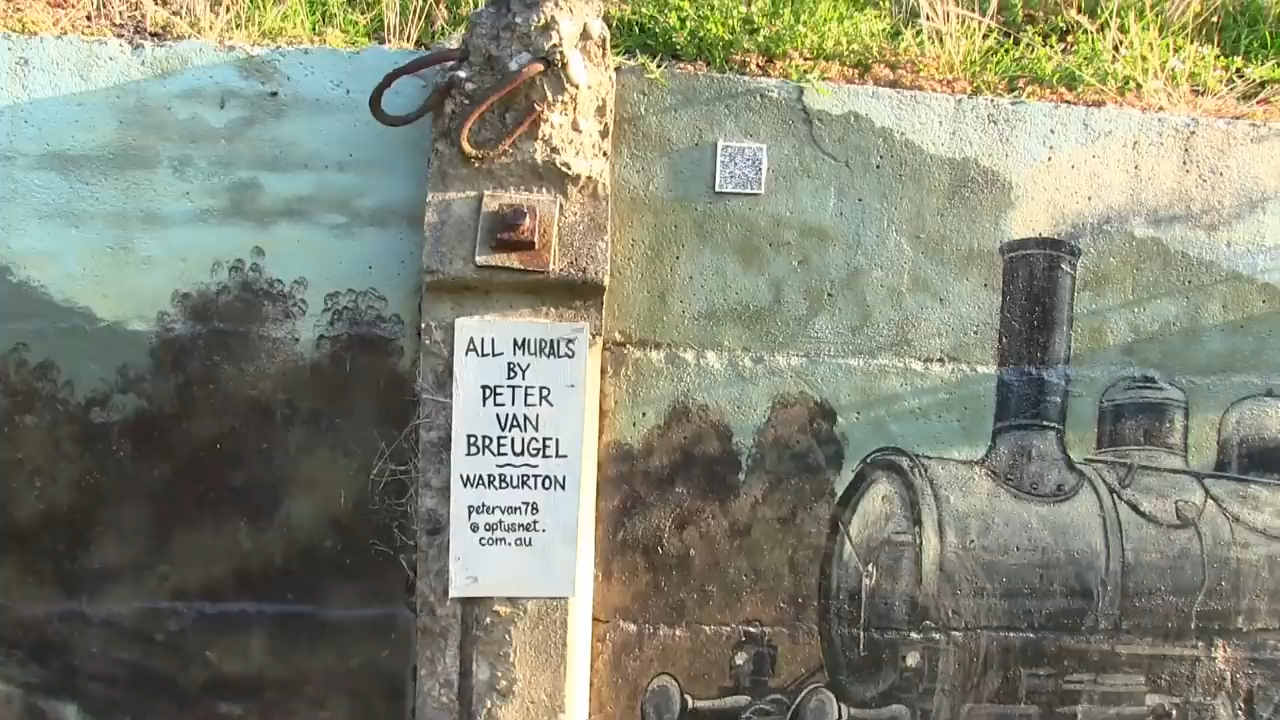 ALL MURALS
BY
PETER
VAN
BREUGEL
WARBURTON
petervan78
@ optusnet.
com.au